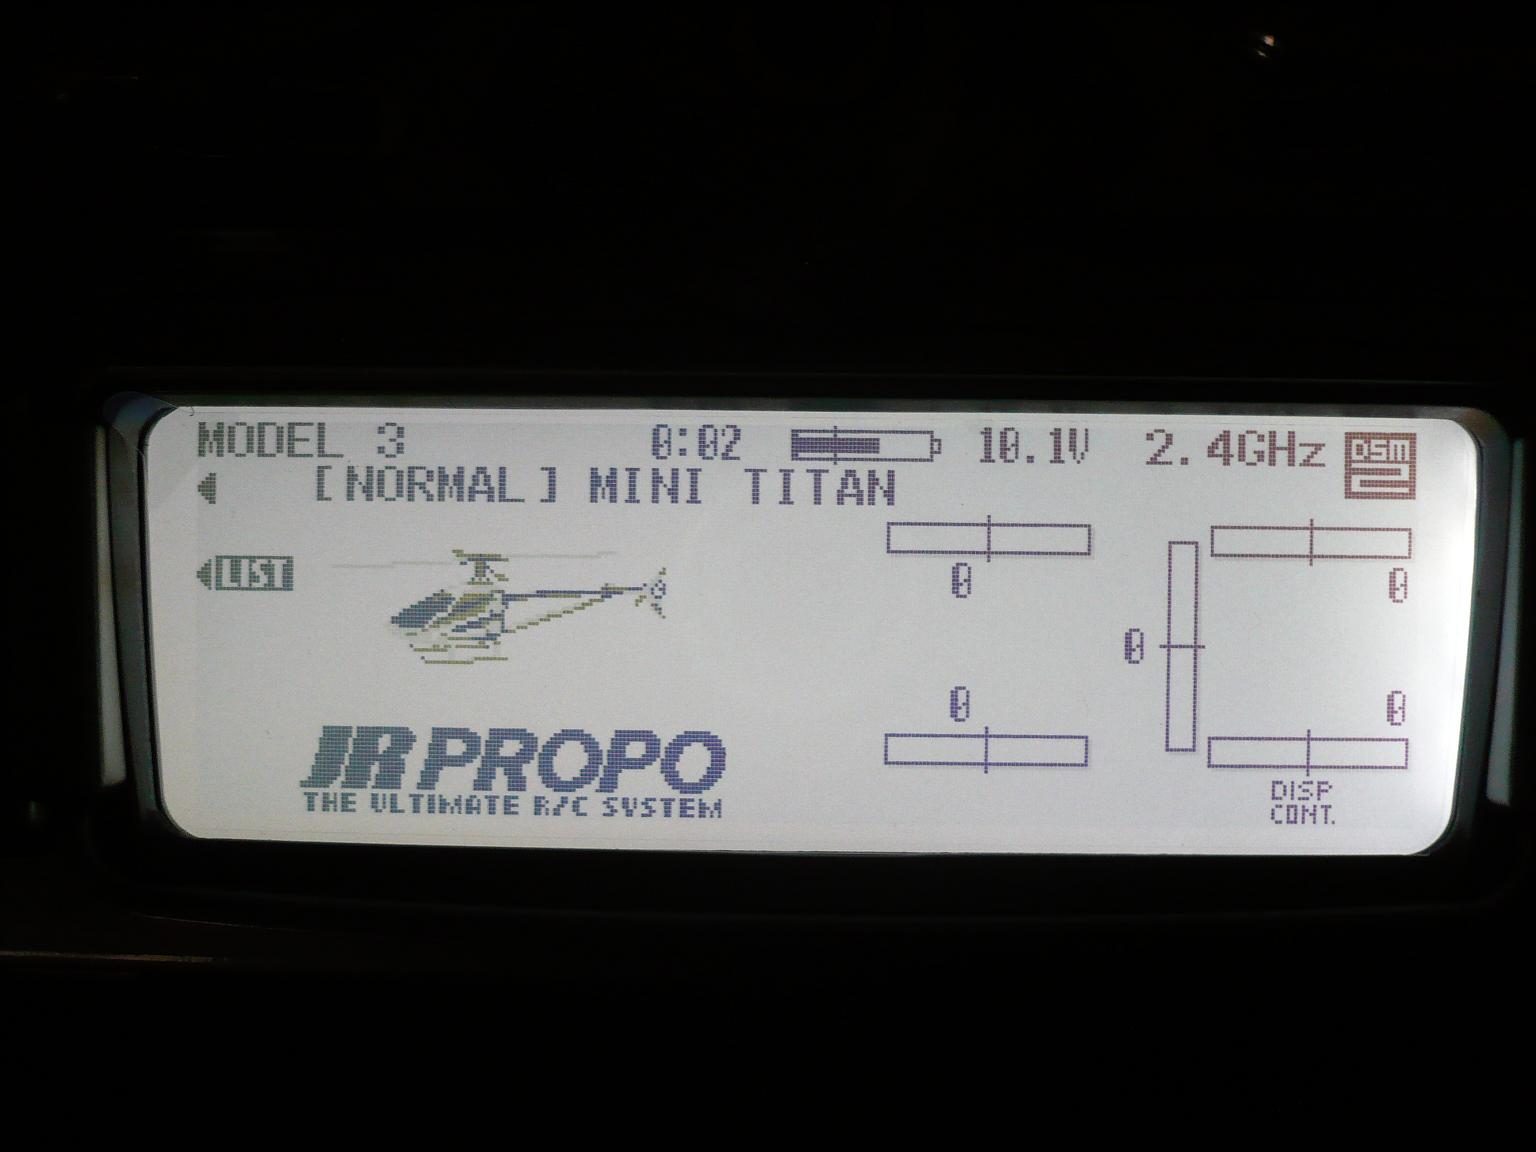 MODEL 3 0:02 10.1V 2.4GHz DSM2
[NORMAL] MINI TITAN
LIST
0 0
0
0 0
JR PROPO
THE ULTIMATE R/C SYSTEM
DISP
CONT.